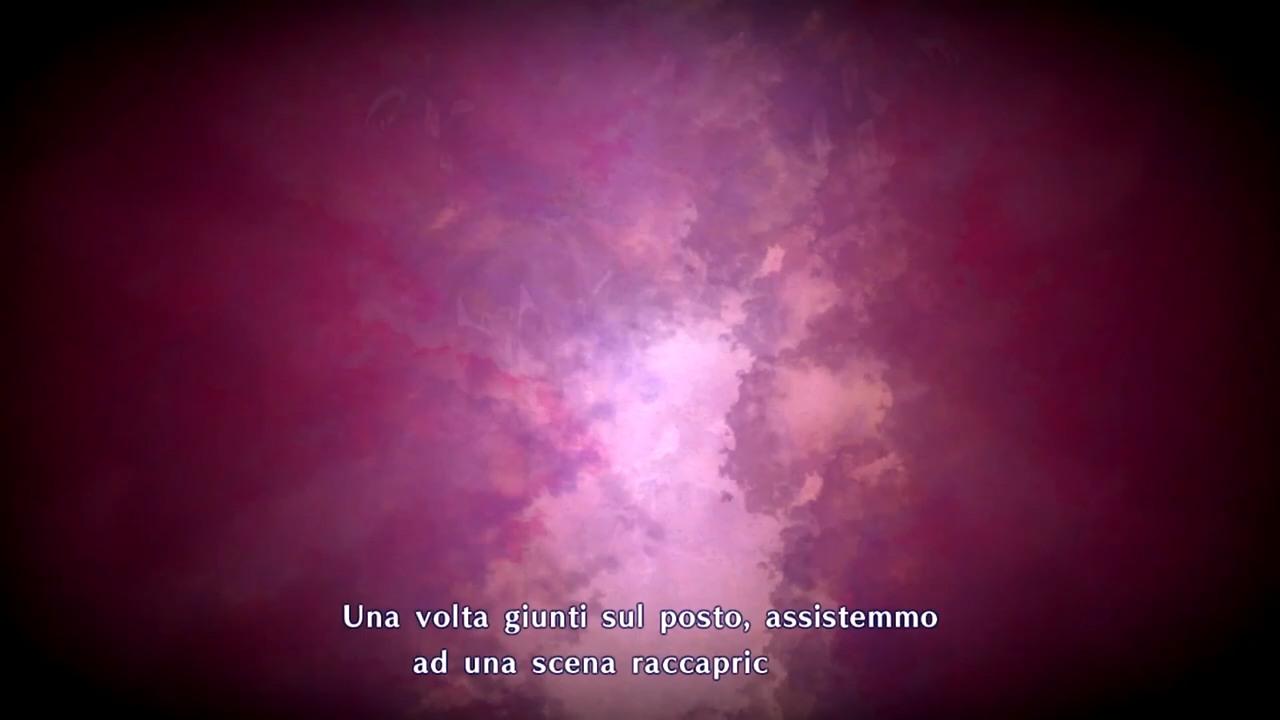 Una volta giunti sul posto, assistemmo
ad una scena raccapric